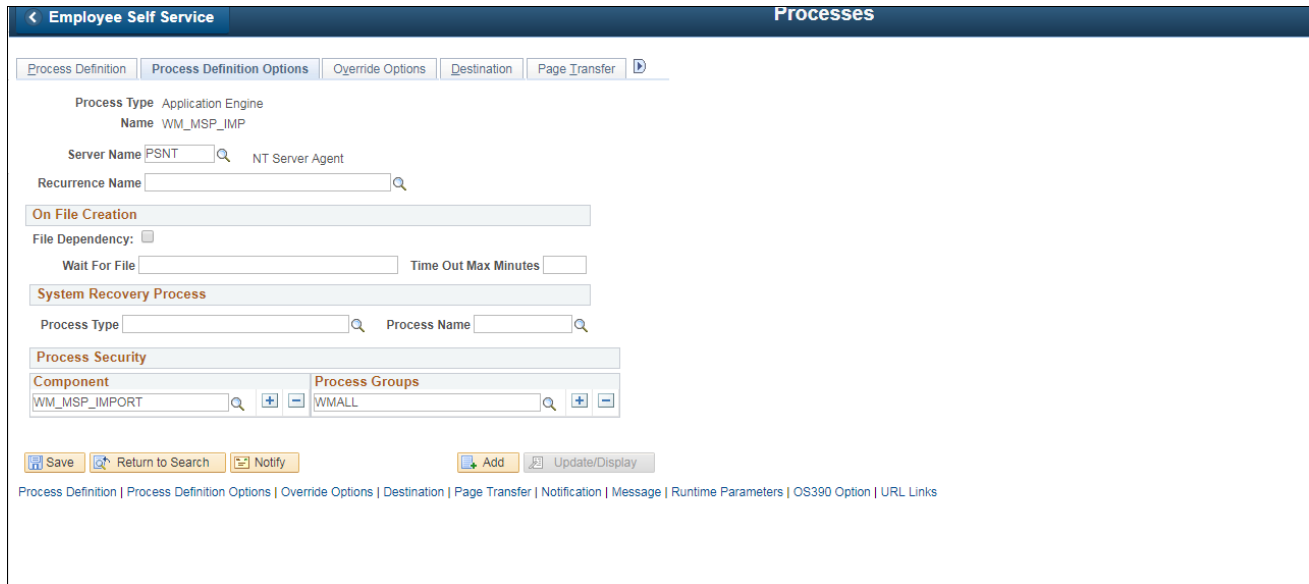 Employee Self Service
Processes
Process Definition
Process Definition Options
Override Options
Destination
Page Transfer
Process Type Application Engine
Name WM_MSP_IMP
Server Name PSNT NT Server Agent
Recurrence Name
On File Creation
File Dependency:
Wait For File Time Out Max Minutes
System Recovery Process
Process Type Process Name
Process Security
Component Process Groups
WM_MSP_IMPORT + - WMALL + -
Save Return to Search Notify Add Update/Display
Process Definition | Process Definition Options | Override Options | Destination | Page Transfer | Notification | Message | Runtime Parameters | OS390 Option | URL Links